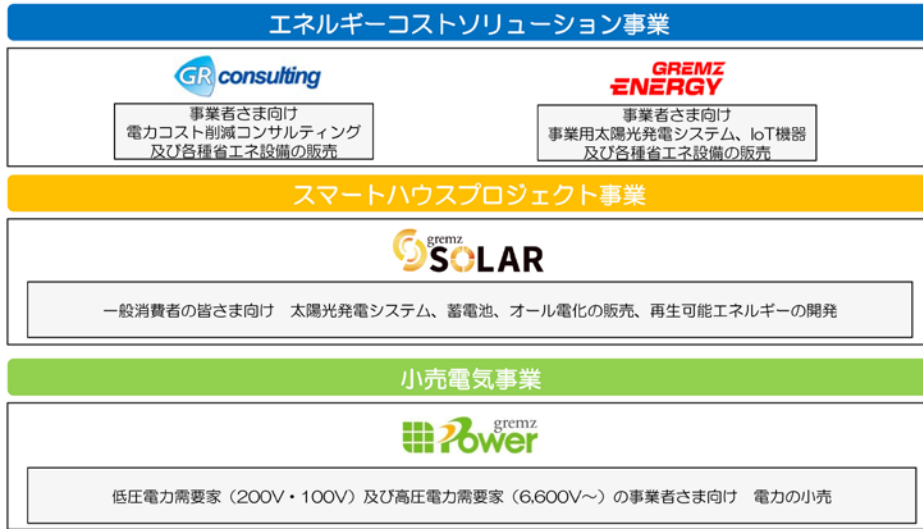 エネルギーコストソリューション事業
GR consulting
事業者さま向け
電力コスト削減コンサルティング
及び各種省エネ設備の販売
GREMZ
ENERGY
事業者さま向け
事業用太陽光発電システム、IoT機器
及び各種省エネ設備の販売
スマートハウスプロジェクト事業
gremz
SOLAR
一般消費者の皆さま向け　太陽光発電システム、蓄電池、オール電化の販売、再生可能エネルギーの開発
小売電気事業
gremz
Power
低圧電力需要家（200V・100V）及び高圧電力需要家（6,600V～）の事業者さま向け　電力の小売